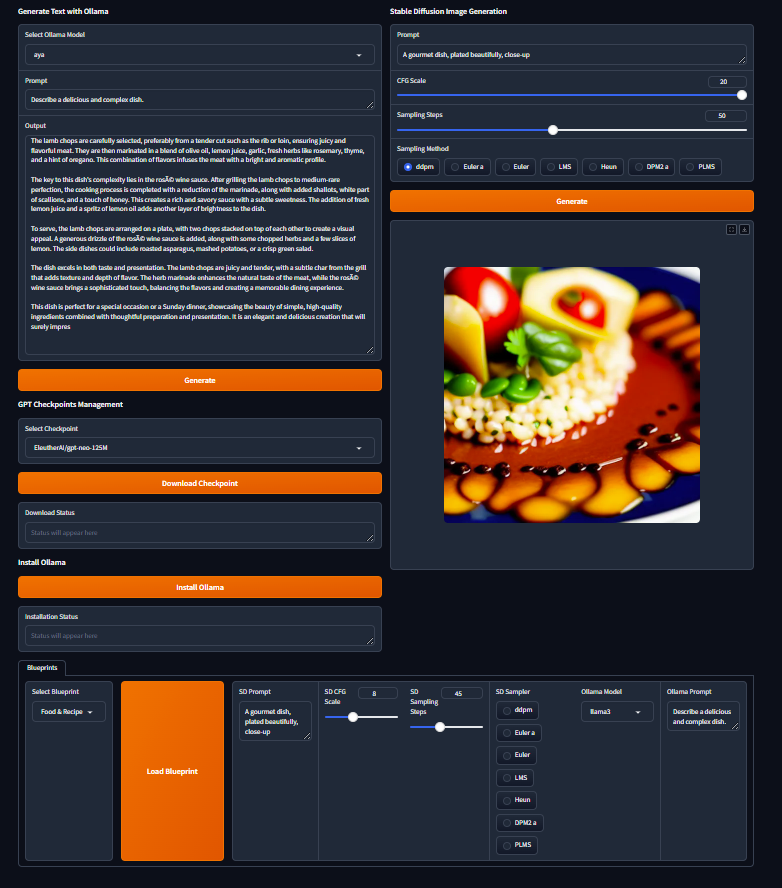 Generate Text with Ollama
Select Ollama Model
aya
Prompt
Describe a delicious and complex dish.
Output
The lamb chops are carefully selected, preferably from a tender cut such as the rib or loin, ensuring juicy and
flavorful meat. They are then marinated in a blend of olive oil, lemon juice, garlic, fresh herbs like rosemary, thyme,
and a hint of oregano. This combination of flavors infuses the meat with a bright and aromatic profile.
The key to this dish's complexity lies in the rosÃ© wine sauce. After grilling the lamb chops to medium-rare
perfection, the cooking process is completed with a reduction of the marinade, along with added shallots, white part
of scallions, and a touch of honey. This creates a rich and savory sauce with a subtle sweetness. The addition of fresh
lemon juice and a spritz of lemon oil adds another layer of brightness to the dish.
To serve, the lamb chops are arranged on a plate, with two chops stacked on top of each other to create a visual
appeal. A generous drizzle of the rosÃ© wine sauce is added, along with some chopped herbs and a few slices of
lemon. The side dishes could include roasted asparagus, mashed potatoes, or a crisp green salad.
The dish excels in both taste and presentation. The lamb chops are juicy and tender, with a subtle char from the grill
that adds texture and depth of flavor. The herb marinade enhances the natural taste of the meat, while the rosÃ©
wine sauce brings a sophisticated touch, balancing the flavors and creating a memorable dining experience.
This dish is perfect for a special occasion or a Sunday dinner, showcasing the beauty of simple, high-quality
ingredients combined with thoughtful preparation and presentation. It is an elegant and delicious creation that will
surely impres
Generate
GPT Checkpoints Management
Select Checkpoint
EleutherAI/gpt-neo-125M
Download Checkpoint
Download Status
Status will appear here
Install Ollama
Install Ollama
Installation Status
Status will appear here
Stable Diffusion Image Generation
Prompt
A gourmet dish, plated beautifully, close-up
CFG Scale
20
Sampling Steps
50
Sampling Method
ddpm Euler a Euler LMS Heun DPM2 a PLMS
Generate
Blueprints
Select Blueprint
Food & Recipe
Load Blueprint
SD Prompt
A gourmet dish,
plated beautifully,
close-up
SD CFG
Scale
8
SD
Sampling
Steps
45
SD Sampler
ddpm
Euler a
Euler
LMS
Heun
DPM2 a
PLMS
Ollama Model
llama3
Ollama Prompt
Describe a delicious
and complex dish.